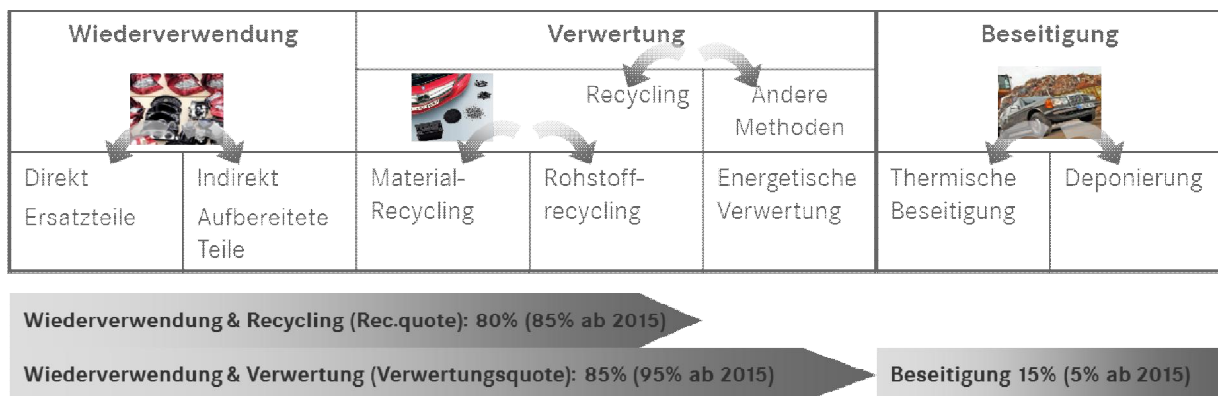 Wiederverwendung
Verwertung
Beseitigung
Recycling
Andere
Methoden
Direkt
Ersatzteile
Indirekt
Aufbereitete
Teile
Material-
Recycling
Rohstoff-
recycling
Energetische
Verwertung
Thermische
Beseitigung
Deponierung
Wiederverwendung & Recycling (Rec.quote): 80% (85% ab 2015)
Wiederverwendung & Verwertung (Verwertungsquote): 85% (95% ab 2015)
Beseitigung 15% (5% ab 2015)